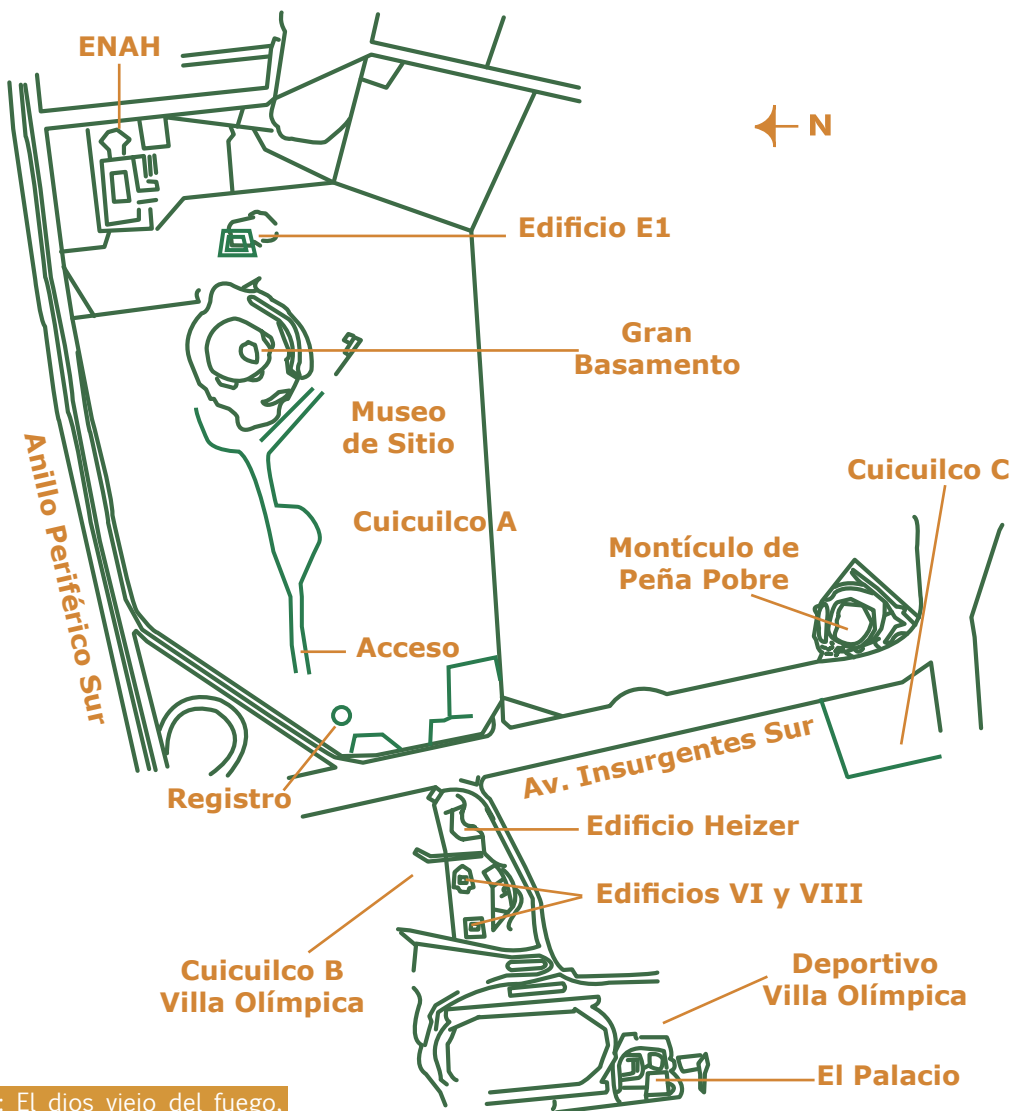 ENAH
N
Edificio E1
Gran
Basamento
Museo
de Sitio
Cuicuilco C
Anillo Periférico Sur
Cuicuilco A
Montículo de
Peña Pobre
Acceso
Av. Insurgentes Sur
Registro
Edificio Heizer
Edificios VI y VIII
Cuicuilco B
Villa Olímpica
Deportivo
Villa Olímpica
El Palacio
: El dios viejo del fuego.